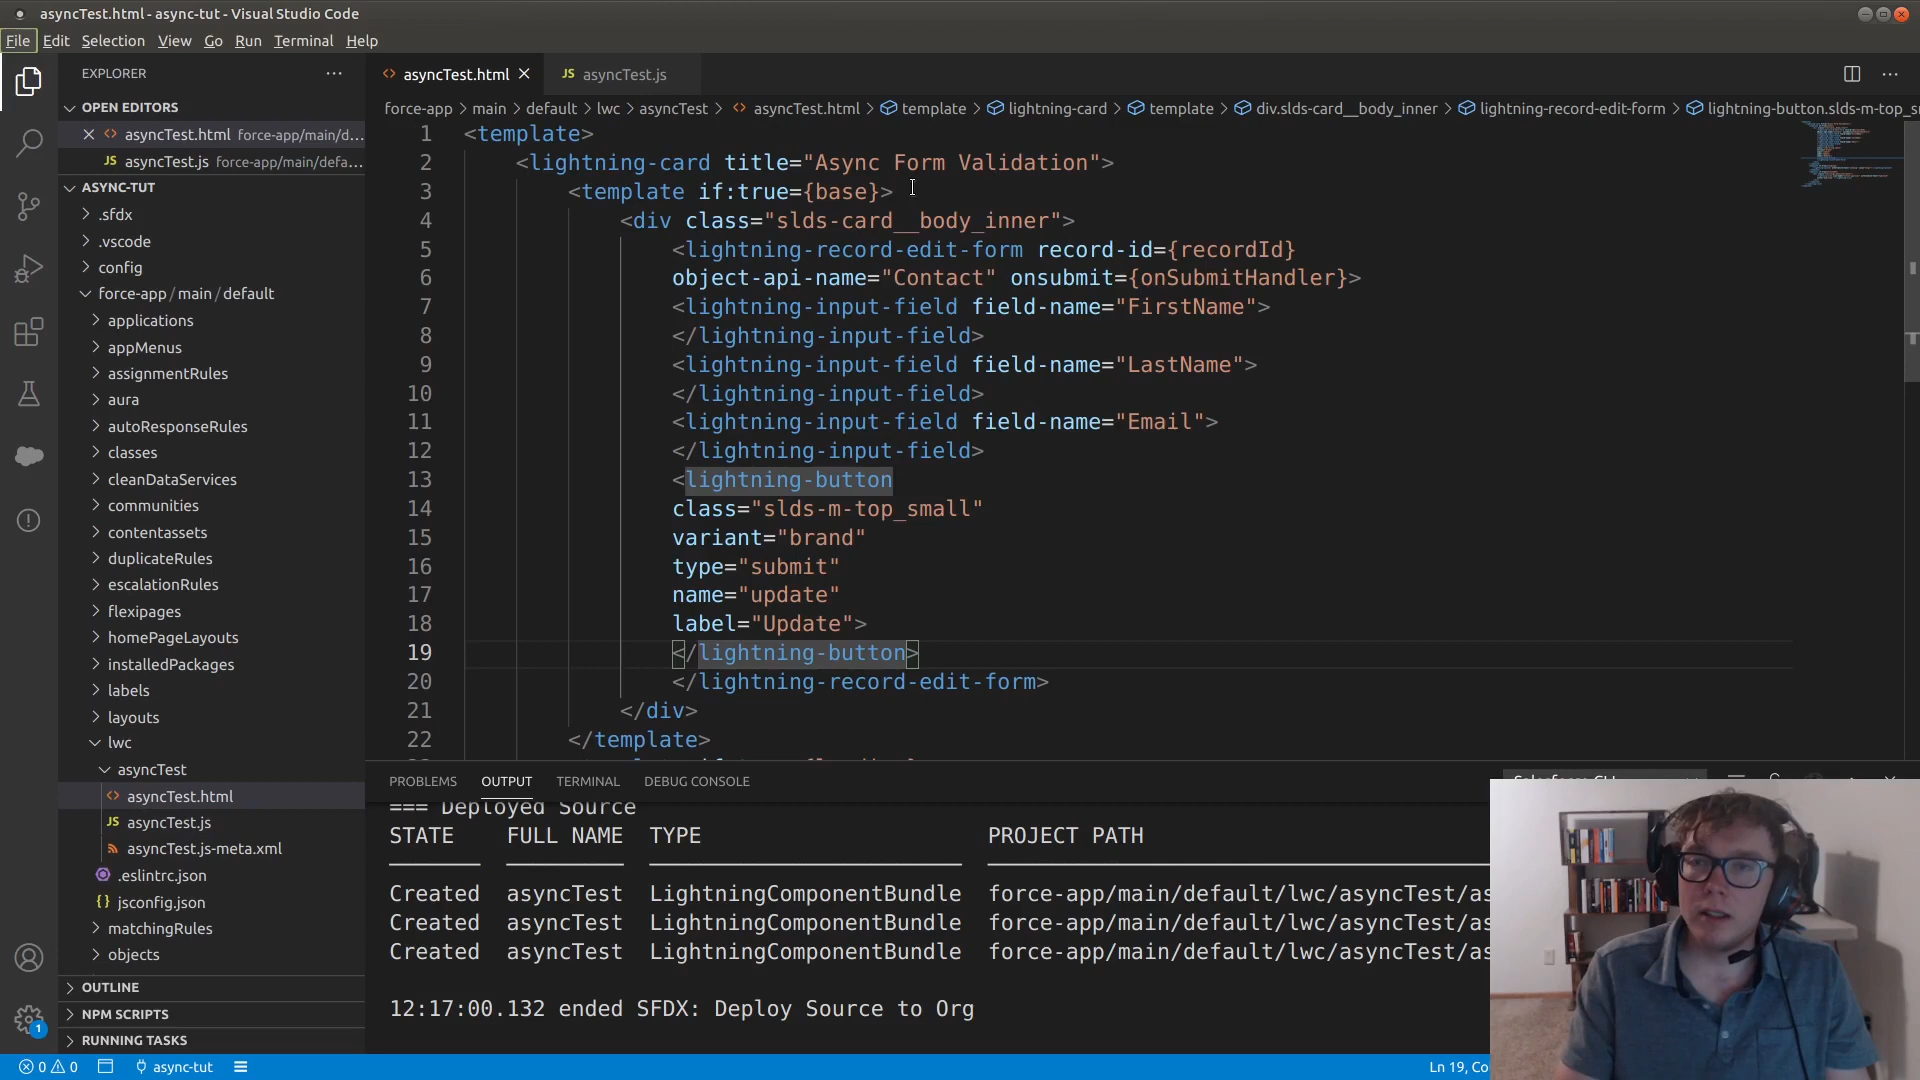 asyncTest.html - async-tut - Visual Studio Code
File Edit Selection View Go Run Terminal Help
EXPLORER
OPEN EDITORS
asyncTest.html force-app/main/d...
asyncTest.js force-app/main/defa...
ASYNC-TUT
.sfdx
.vscode
config
force-app/main/default
applications
appMenus
assignmentRules
aura
autoResponseRules
classes
cleanDataServices
communities
contentassets
duplicateRules
escalationRules
flexipages
homePageLayouts
installedPackages
labels
layouts
lwc
asyncTest
asyncTest.html
JS asyncTest.js
asyncTest.js-meta.xml
.eslintrc.json
{} jsconfig.json
matchingRules
objects
OUTLINE
NPM SCRIPTS
RUNNING TASKS
asyncTest.html JS asyncTest.js
force-app > main > default > lwc > asyncTest > asyncTest.html > template > lightning-card > template > div.slds-card__body_inner > lightning-record-edit-form > lightning-button.slds-m-top_s
1 <template>
2 <lightning-card title="Async Form Validation">
3 <template if:true={base}>
4 <div class="slds-card__body_inner">
5 <lightning-record-edit-form record-id={recordId}
6 object-api-name="Contact" onsubmit={onSubmitHandler}>
7 <lightning-input-field field-name="FirstName">
8 </lightning-input-field>
9 <lightning-input-field field-name="LastName">
10 </lightning-input-field>
11 <lightning-input-field field-name="Email">
12 </lightning-input-field>
13 <lightning-button
14 class="slds-m-top_small"
15 variant="brand"
16 type="submit"
17 name="update"
18 label="Update">
19 </lightning-button>
20 </lightning-record-edit-form>
21 </div>
22 </template>
PROBLEMS OUTPUT TERMINAL DEBUG CONSOLE
=== Deployed Source
STATE FULL NAME TYPE PROJECT PATH
Created asyncTest LightningComponentBundle force-app/main/default/lwc/asyncTest/as
Created asyncTest LightningComponentBundle force-app/main/default/lwc/asyncTest/as
Created asyncTest LightningComponentBundle force-app/main/default/lwc/asyncTest/as
12:17:00.132 ended SFDX: Deploy Source to Org
1
0 0 async-tut Ln 19, Co